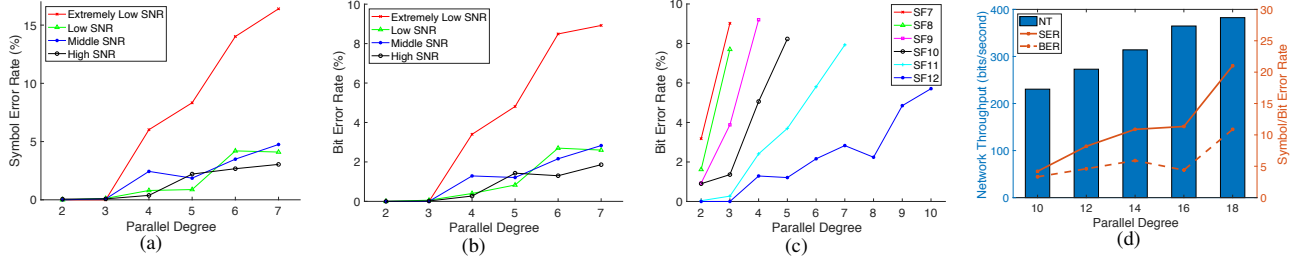 Symbol Error Rate (%)
15
10
5
0
Extremely Low SNR
Low SNR
Middle SNR
High SNR
2 3 4 5 6 7
Parallel Degree
(a)
Bit Error Rate (%)
10
8
6
4
2
0
Extremely Low SNR
Low SNR
Middle SNR
High SNR
2 3 4 5 6 7
Parallel Degree
(b)
Bit Error Rate (%)
10
8
6
4
2
0
SF7
SF8
SF9
SF10
SF11
SF12
2 3 4 5 6 7 8 9 10
Parallel Degree
(c)
Network Throughput (bits/second)
400
300
200
100
0
NT
SER
BER
10 12 14 16 18
Parallel Degree
30
25
20
15
10
5
0
Symbol/Bit Error Rate
(d)